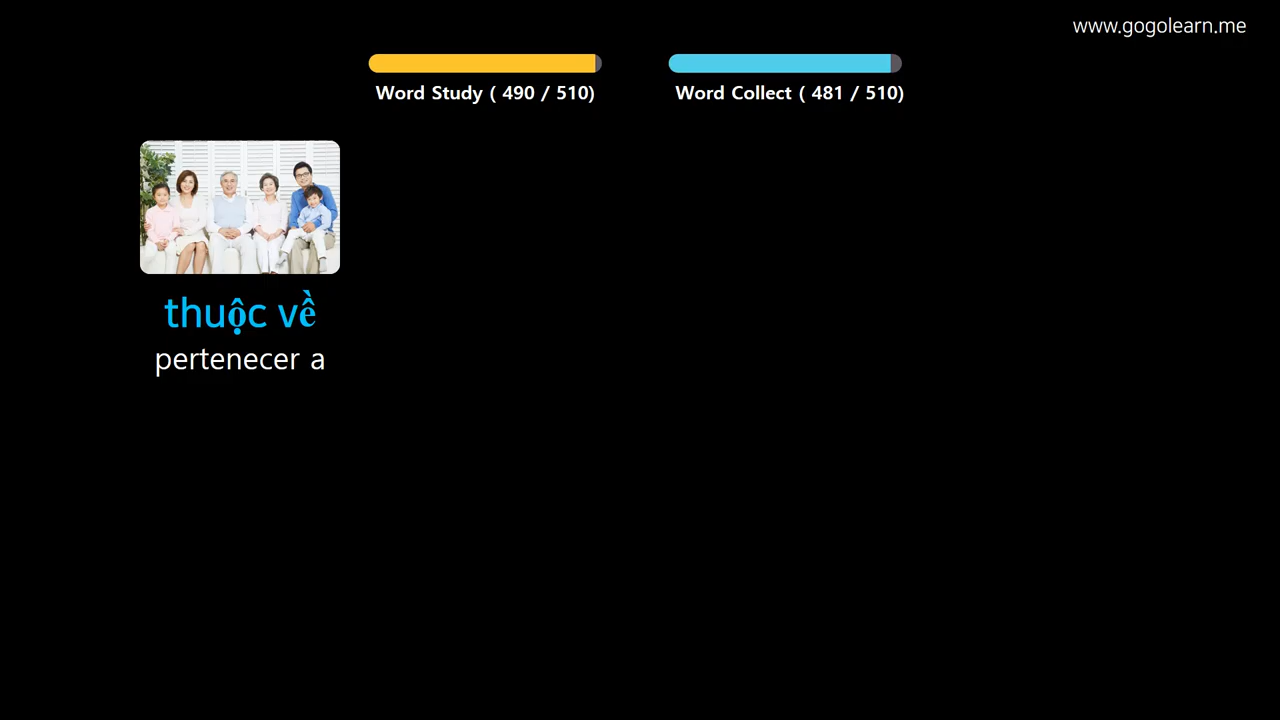 www.gogolearn.me
Word Study ( 490 / 510)
Word Collect ( 481 / 510)
thuộc về
pertenecer a